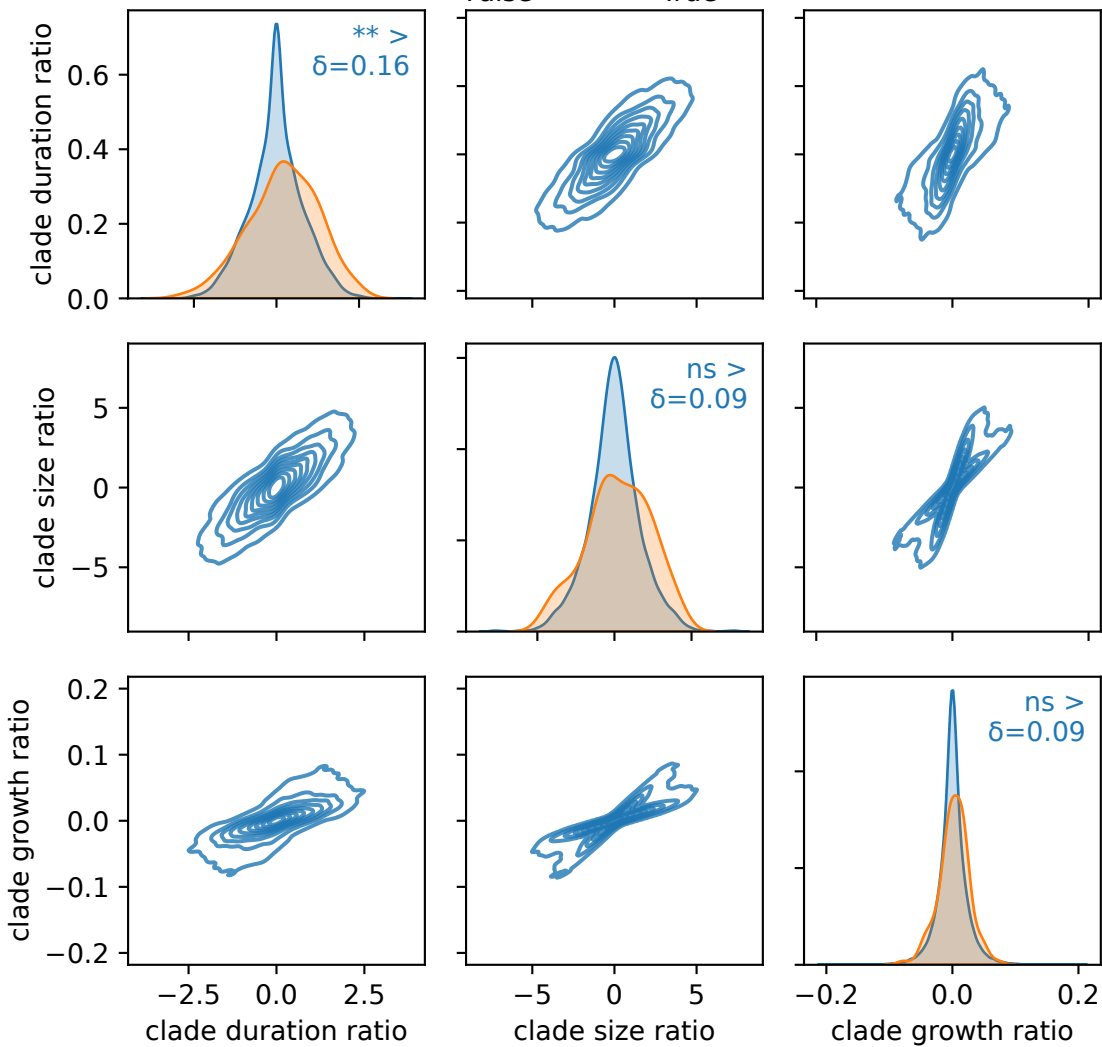 ** >
δ=0.16
clade duration ratio
0.6
0.4
0.2
0.0
ns >
δ=0.09
clade size ratio
5
0
−5
ns >
δ=0.09
clade growth ratio
0.2
0.1
0.0
−0.1
−0.2
−2.5 0.0 2.5
−5 0 5
−0.2 0.0 0.2
clade duration ratio
clade size ratio
clade growth ratio